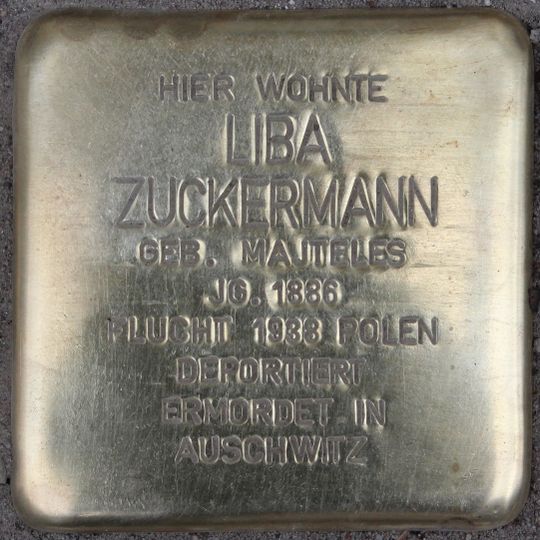 HIER WOHNTE
LIBA
ZUCKERMANN
GEB. MAJTELES
JG. 1886
FLUCHT 1938 POLEN
DEPORTIERT
ERMORDET IN
AUSCHWITZ